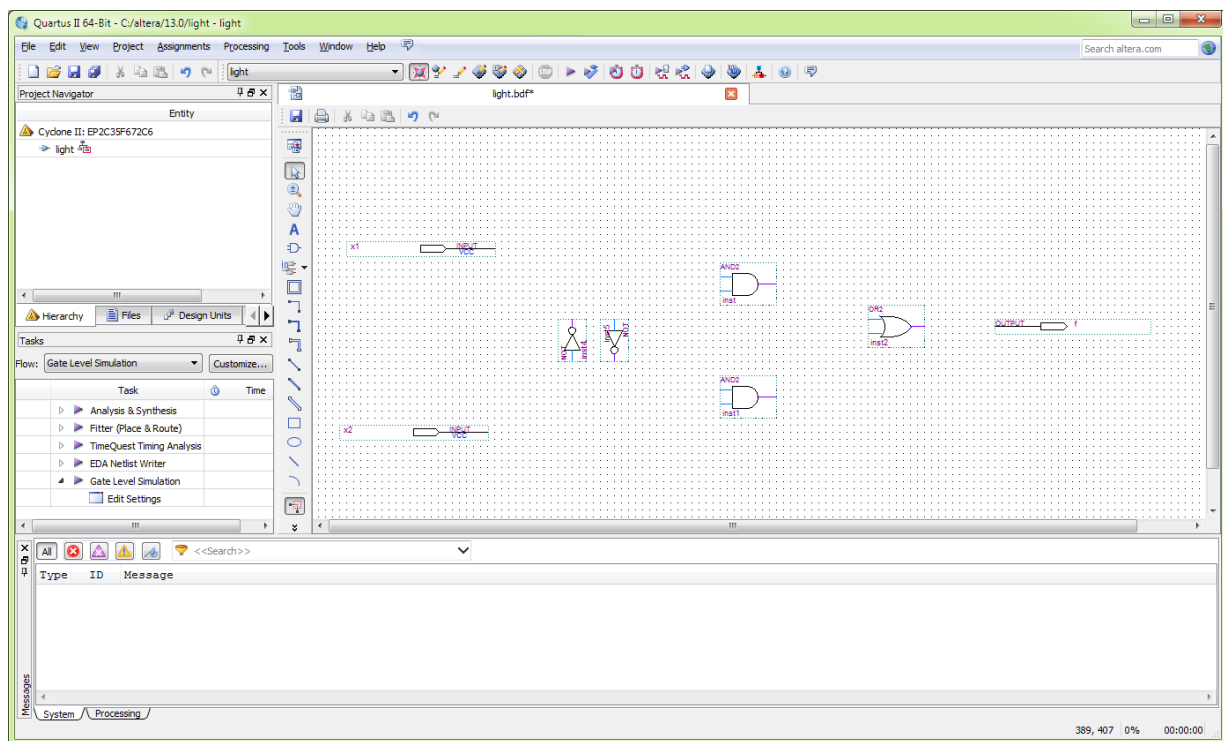 Quartus II 64-Bit - C:/altera/13.0/light - light
File Edit View Project Assignments Processing Tools Window Help
Search altera.com
light
Project Navigator
light.bdf*
Entity
Cyclone II: EP2C35F672C6
light
Hierarchy Files Design Units
Tasks
Flow: Gate Level Simulation Customize...
Task Time
Analysis & Synthesis
Fitter (Place & Route)
TimeQuest Timing Analysis
EDA Netlist Writer
Gate Level Simulation
Edit Settings
A
x1 INPUT
VCC
AND2
inst
OR2
inst2
OUTPUT f
NOT inst4
inst5 NOT
AND2
inst1
x2 INPUT
VCC
All <<Search>>
Type ID Message
Messages
System Processing
389, 407 0% 00:00:00